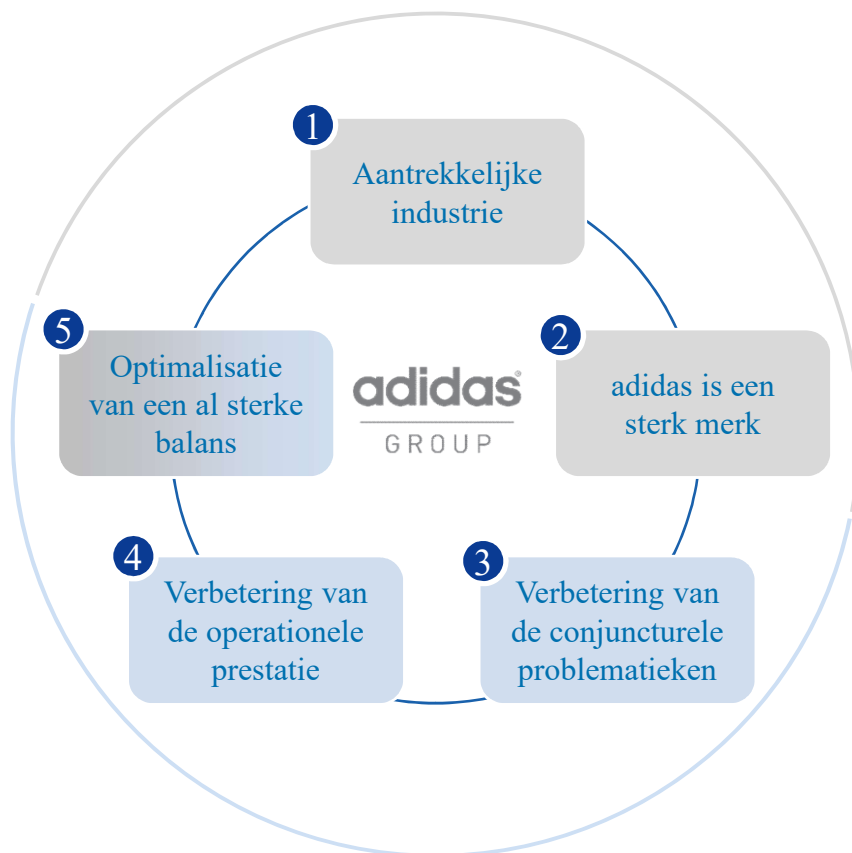 1
Aantrekkelijke
industrie
2
adidas is een
sterk merk
3
Verbetering van
de conjuncturele
problematieken
4
Verbetering van
de operationele
prestatie
5
Optimalisatie
van een al sterke
balans
adidas®
GROUP